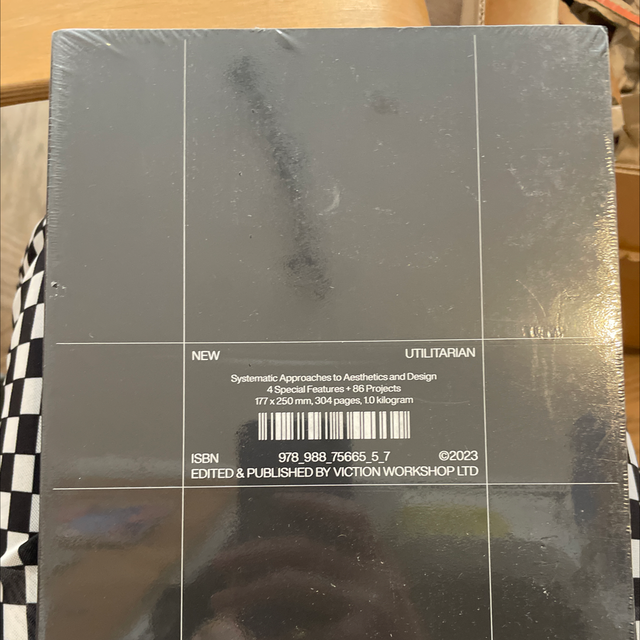 NEW UTILITARIAN
Systematic Approaches to Aesthetics and Design
4 Special Features + 86 Projects
177 x 250 mm, 304 pages, 1.0 kilogram
ISBN 978_988_75665_5_7 ©2023
EDITED & PUBLISHED BY VICTION WORKSHOP LTD